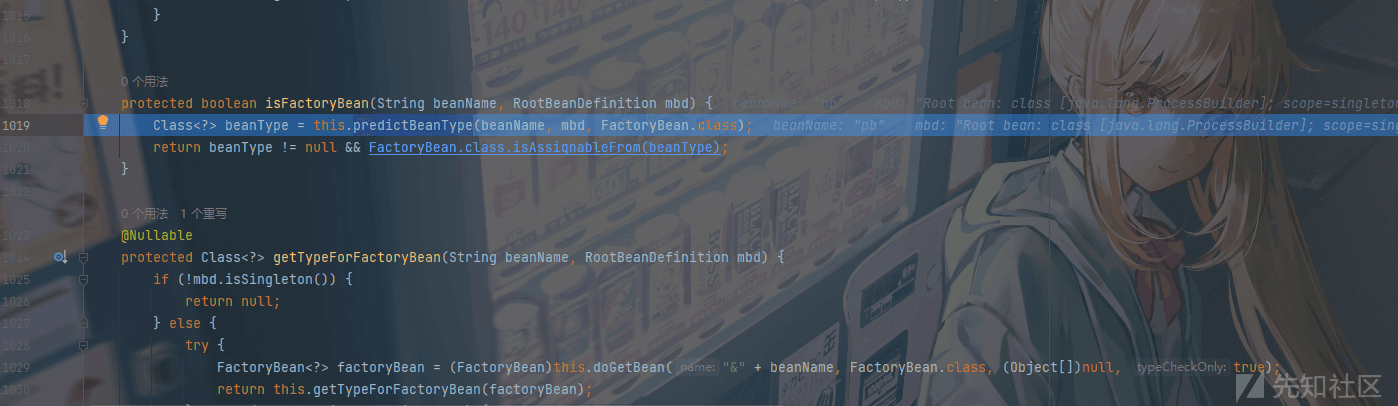 1015 }
1016 }
1017
0 个用法
1018 protected boolean isFactoryBean(String beanName, RootBeanDefinition mbd) { beanName: "pb" mbd: "Root bean: class [java.lang.ProcessBuilder]; scope=singleton
1019 Class<?> beanType = this.predictBeanType(beanName, mbd, FactoryBean.class); beanName: "pb" mbd: "Root bean: class [java.lang.ProcessBuilder]; scope=sing
1020 return beanType != null && FactoryBean.class.isAssignableFrom(beanType);
1021 }
1022
0 个用法 1 个重写
1023 @Nullable
1024 protected Class<?> getTypeForFactoryBean(String beanName, RootBeanDefinition mbd) {
1025 if (!mbd.isSingleton()) {
1026 return null;
1027 } else {
1028 try {
1029 FactoryBean<?> factoryBean = (FactoryBean)this.doGetBean( name: "&" + beanName, FactoryBean.class, (Object[])null, typeCheckOnly: true);
1030 return this.getTypeForFactoryBean(factoryBean);
先知社区